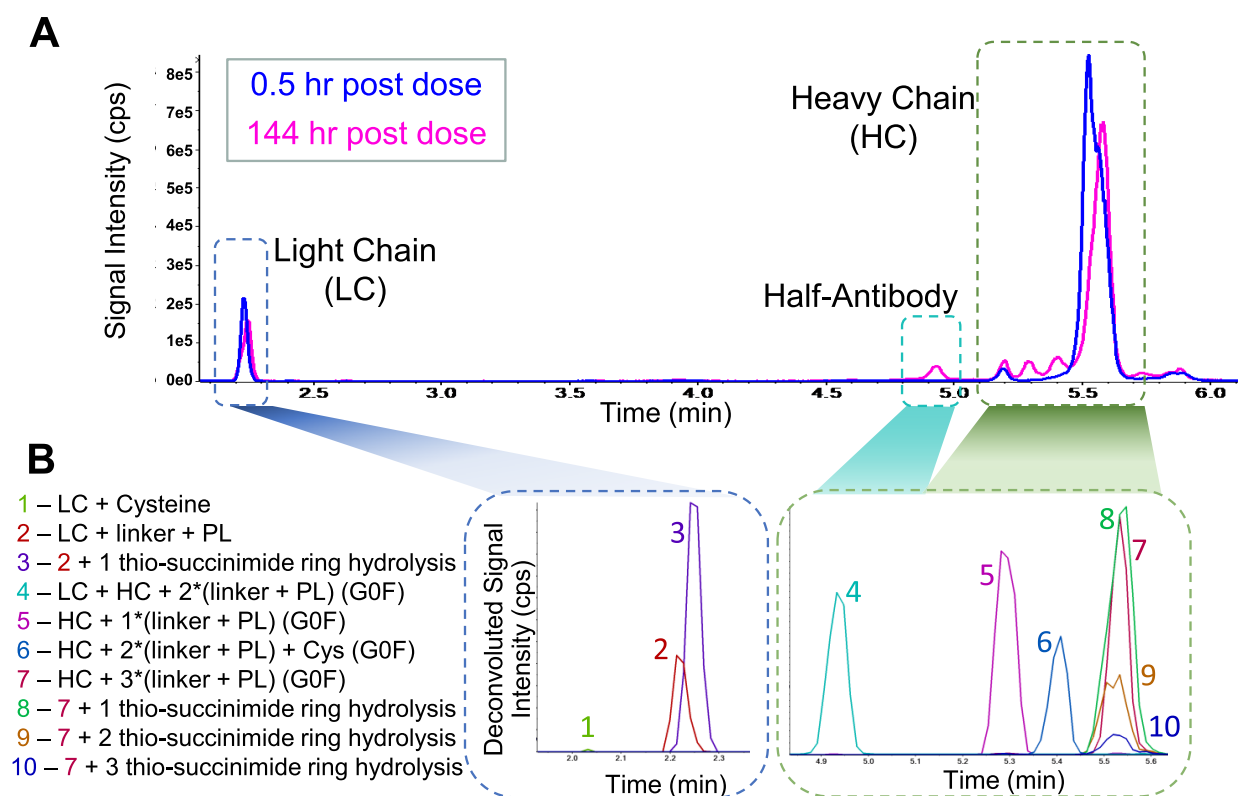 A
Signal Intensity (cps)
8e5
7e5
6e5
5e5
4e5
3e5
2e5
1e5
0e0
0.5 hr post dose
144 hr post dose
Light Chain
(LC)
Half-Antibody
Heavy Chain
(HC)
2.5
3.0
3.5
4.0
4.5
5.0
5.5
6.0
Time (min)
B
1 – LC + Cysteine
2 – LC + linker + PL
3 – 2 + 1 thio-succinimide ring hydrolysis
4 – LC + HC + 2*(linker + PL) (G0F)
5 – HC + 1*(linker + PL) (G0F)
6 – HC + 2*(linker + PL) + Cys (G0F)
7 – HC + 3*(linker + PL) (G0F)
8 – 7 + 1 thio-succinimide ring hydrolysis
9 – 7 + 2 thio-succinimide ring hydrolysis
10 – 7 + 3 thio-succinimide ring hydrolysis
Deconvoluted Signal
Intensity (cps)
1
2
3
2.0
2.1
2.2
2.3
Time (min)
4
5
6
8
7
9
10
4.9
5.0
5.1
5.2
5.3
5.4
5.5
5.6
Time (min)